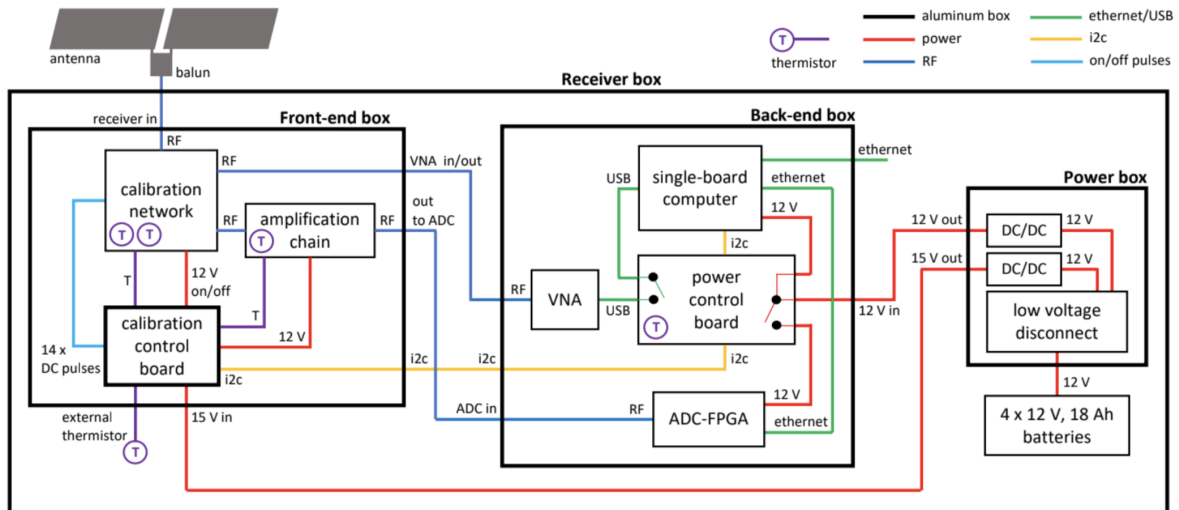 antenna
balun
T
thermistor
aluminum box
power
RF
ethernet/USB
i2c
on/off pulses
Receiver box
receiver in
Front-end box
RF
RF
VNA in/out
calibration
network
T
T
RF
amplification
chain
T
RF
out
to ADC
T
12 V
on/off
T
calibration
control
board
12 V
14 x
DC pulses
i2c
i2c
i2c
external
thermistor
T
15 V in
ADC in
Back-end box
single-board
computer
USB
ethernet
ethernet
12 V
i2c
RF
VNA
USB
power
control
board
T
12 V in
i2c
RF
ADC-FPGA
12 V
ethernet
Power box
12 V out
DC/DC
12 V
15 V out
DC/DC
12 V
low voltage
disconnect
12 V
4 x 12 V, 18 Ah
batteries